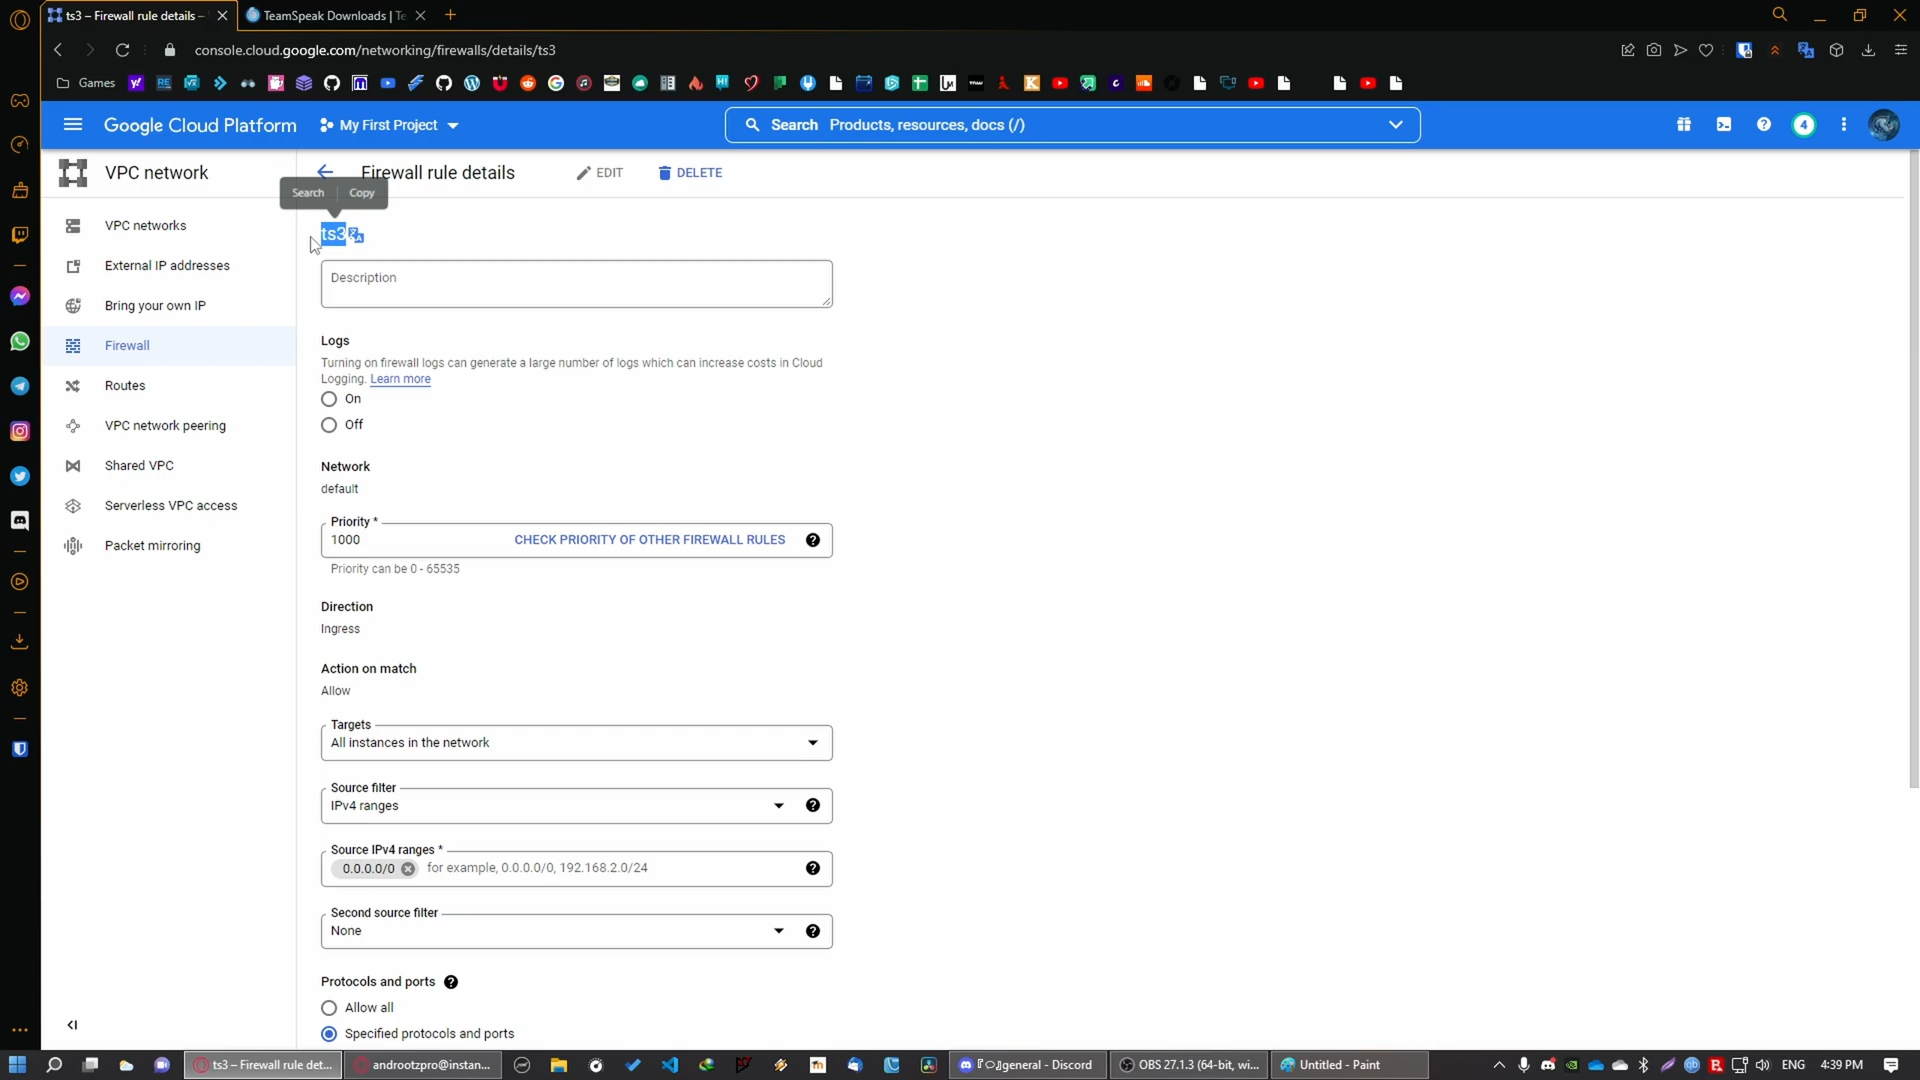 ts3 – Firewall rule details –
TeamSpeak Downloads | Te
console.cloud.google.com/networking/firewalls/details/ts3
Games
Google Cloud Platform
My First Project
Search Products, resources, docs (/)
4
VPC network
Firewall rule details
EDIT
DELETE
Search
Copy
VPC networks
External IP addresses
Bring your own IP
Firewall
Routes
VPC network peering
Shared VPC
Serverless VPC access
Packet mirroring
ts3
Description
Logs
Turning on firewall logs can generate a large number of logs which can increase costs in Cloud
Logging. Learn more
On
Off
Network
default
Priority *
1000
CHECK PRIORITY OF OTHER FIREWALL RULES
Priority can be 0 - 65535
Direction
Ingress
Action on match
Allow
Targets
All instances in the network
Source filter
IPv4 ranges
Source IPv4 ranges *
0.0.0.0/0
for example, 0.0.0.0/0, 192.168.2.0/24
Second source filter
None
Protocols and ports
Allow all
Specified protocols and ports
ts3 – Firewall rule det...
androotzpro@instan...
general - Discord
OBS 27.1.3 (64-bit, wi...
Untitled - Paint
ENG
4:39 PM